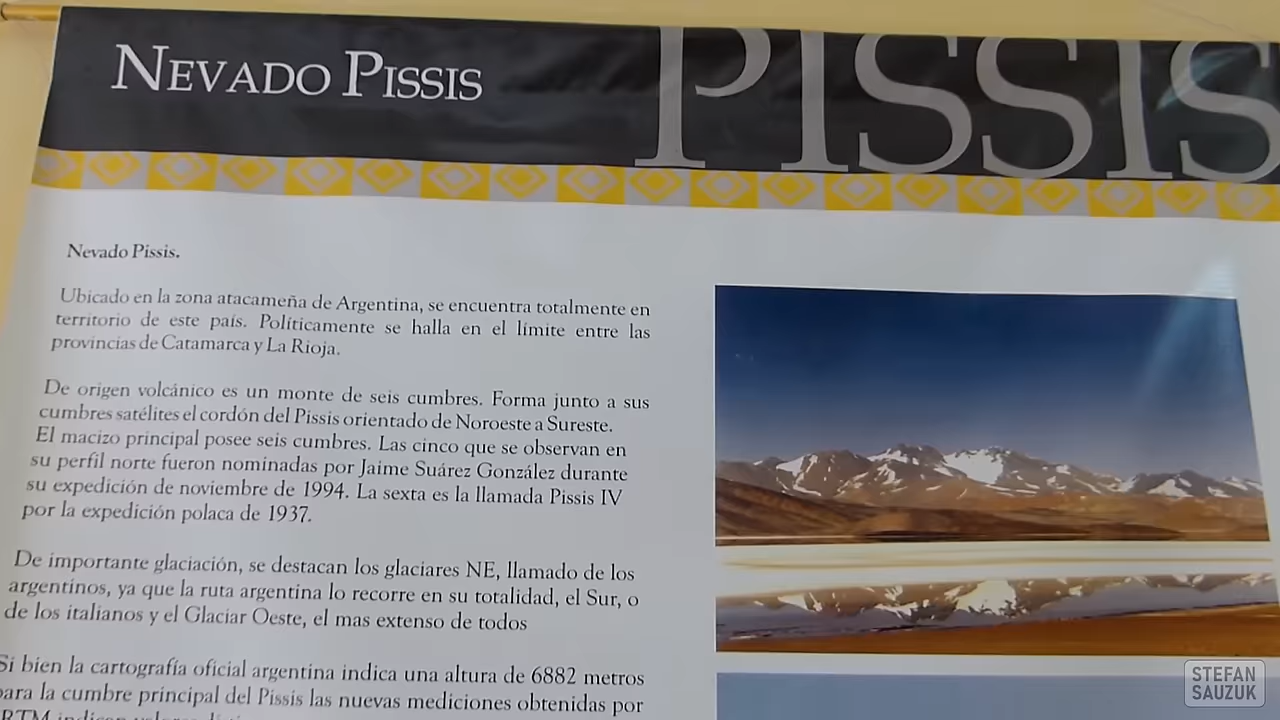 NEVADO PISSIS
PISSIS
Nevado Pissis.
Ubicado en la zona atacameña de Argentina, se encuentra totalmente en
territorio de este país. Políticamente se halla en el límite entre las
provincias de Catamarca y La Rioja.
De origen volcánico es un monte de seis cumbres. Forma junto a sus
cumbres satélites el cordón del Pissis orientado de Noroeste a Sureste.
El macizo principal posee seis cumbres. Las cinco que se observan en
su perfil norte fueron nominadas por Jaime Suárez González durante
su expedición de noviembre de 1994. La sexta es la llamada Pissis IV
por la expedición polaca de 1937.
De importante glaciación, se destacan los glaciares NE, llamado de los
argentinos, ya que la ruta argentina lo recorre en su totalidad, el Sur, o
de los italianos y el Glaciar Oeste, el mas extenso de todos
Si bien la cartografía oficial argentina indica una altura de 6882 metros
para la cumbre principal del Pissis las nuevas mediciones obtenidas por
STEFAN
SAUZUK